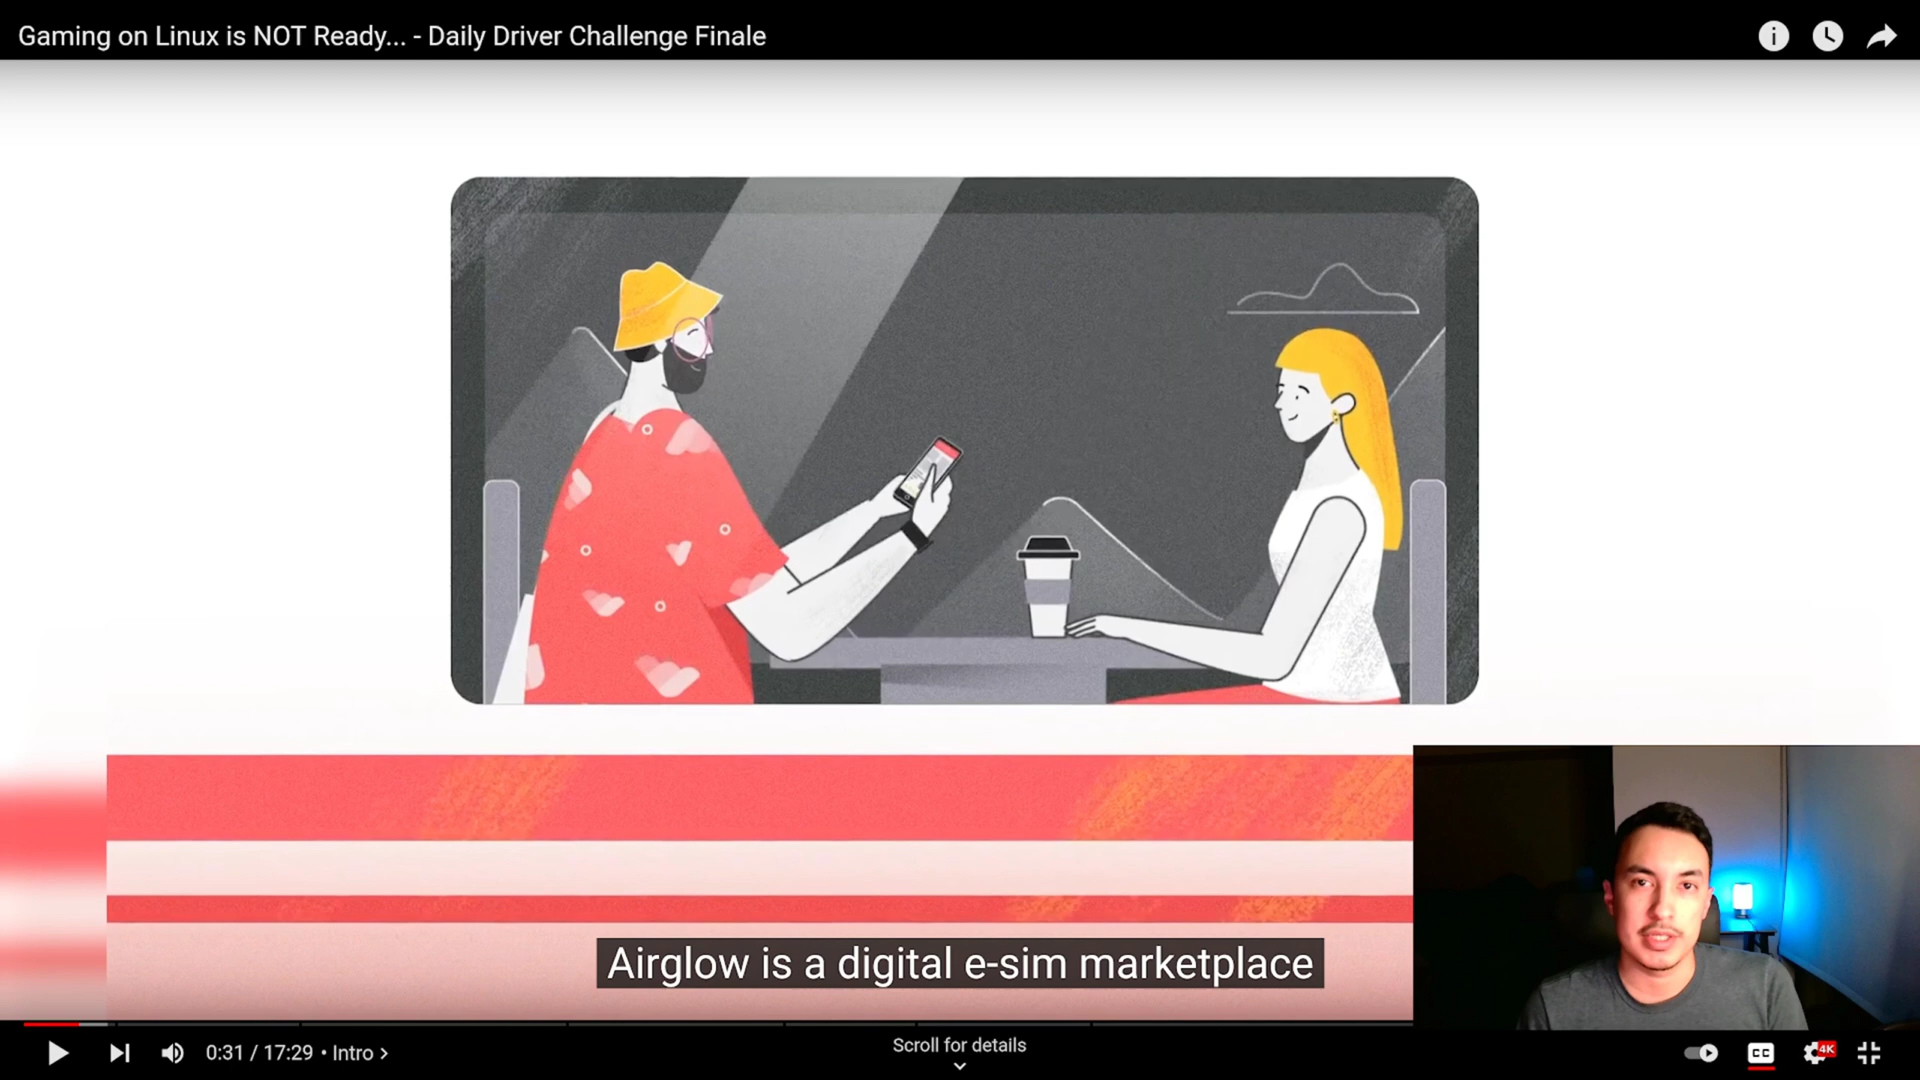 Gaming on Linux is NOT Ready... - Daily Driver Challenge Finale
Airglow is a digital e-sim marketplace
0:31 / 17:29 • Intro
Scroll for details
CC
4K